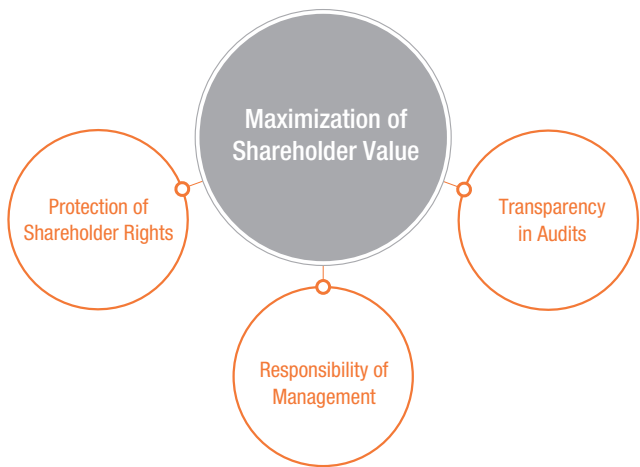 Maximization of
Shareholder Value
Protection of
Shareholder Rights
Transparency
in Audits
Responsibility of
Management